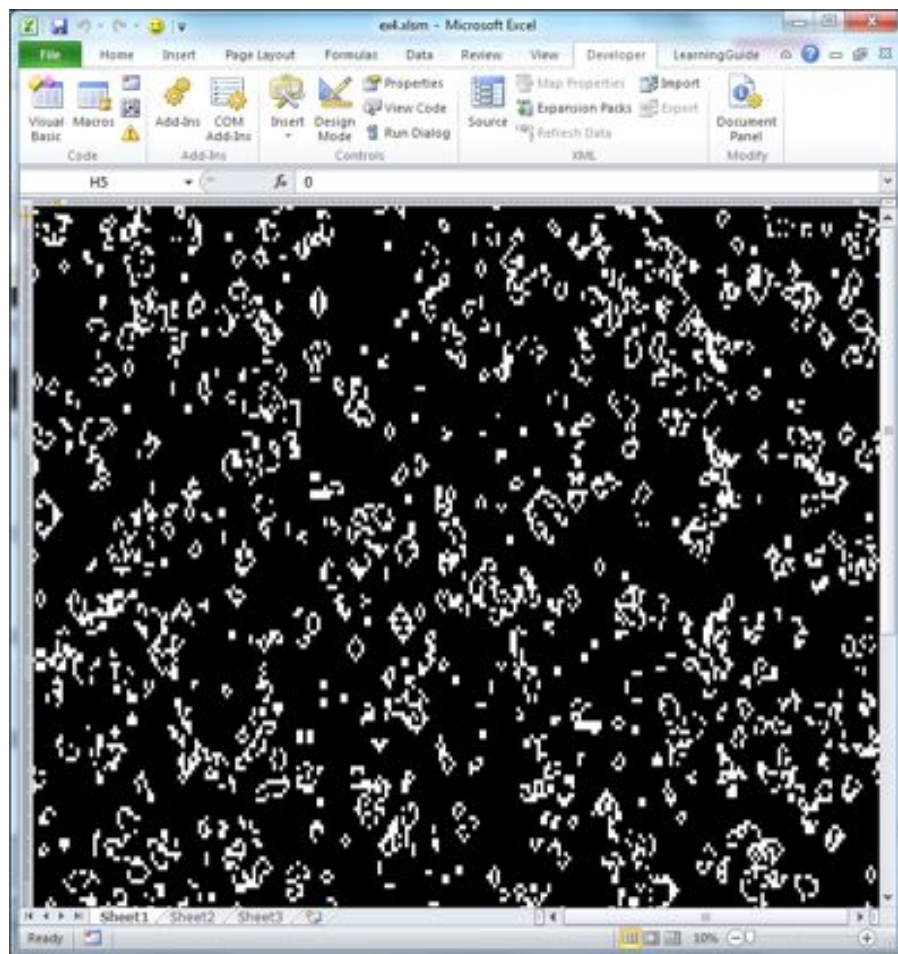 ex4.xlsm - Microsoft Excel
File Home Insert Page Layout Formulas Data Review View Developer LearningGuide
Properties Map Properties Import
View Code Expansion Packs Export
Visual Basic Macros Add-Ins COM Add-Ins Insert Design Mode Run Dialog Source Refresh Data Document Panel
Code Add-Ins Controls XML Modify
H5 fx 0
Sheet1 Sheet2 Sheet3
Ready 10%